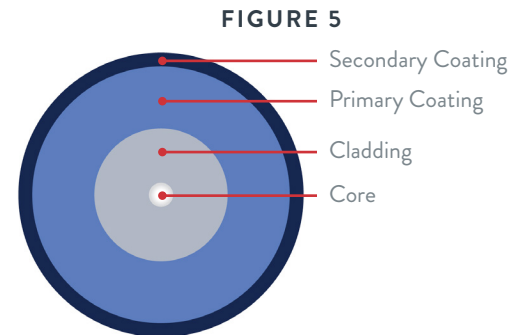 FIGURE 5
Secondary Coating
Primary Coating
Cladding
Core